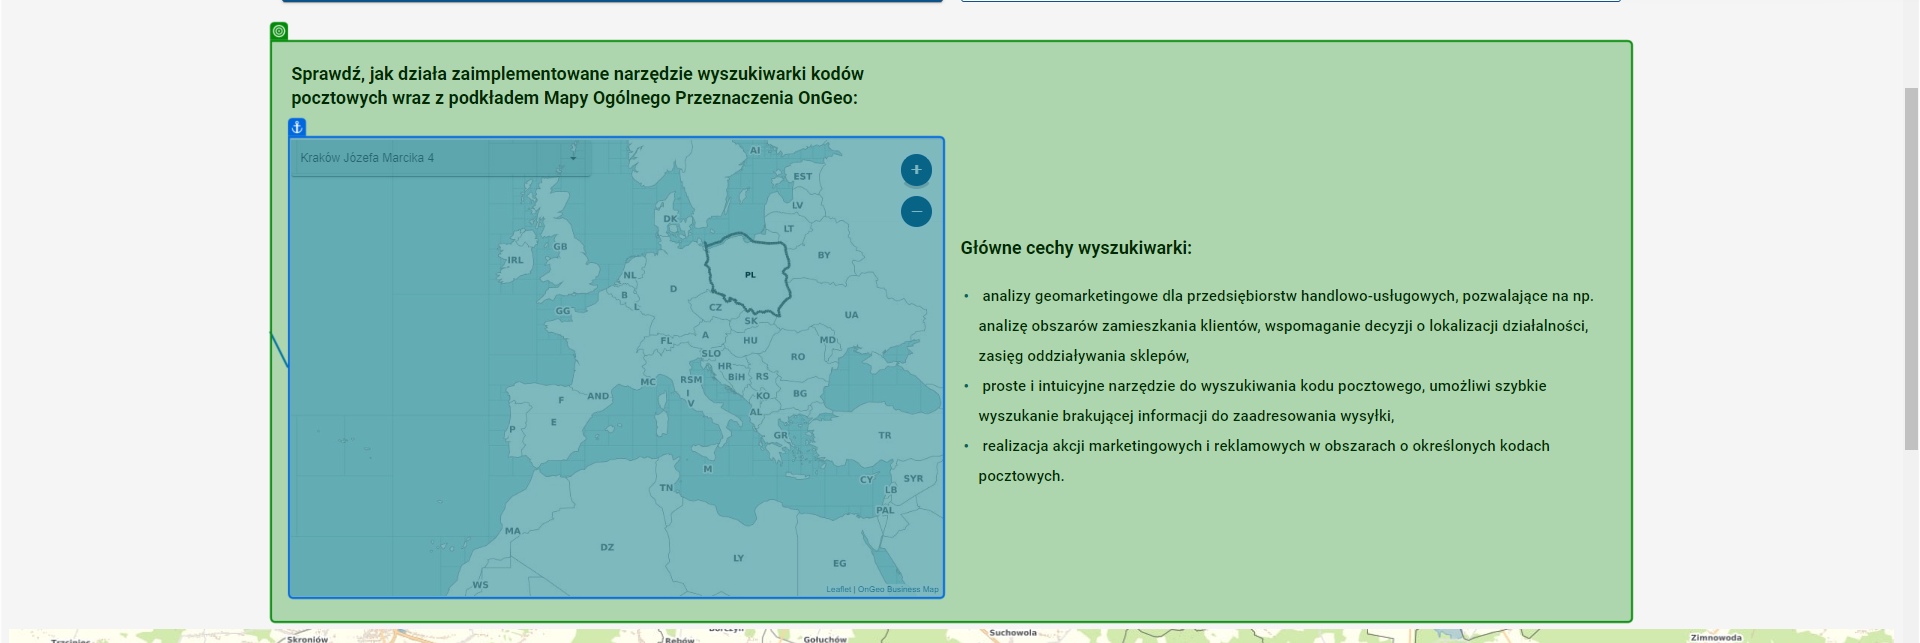 Sprawdź, jak działa zaimplementowane narzędzie wyszukiwarki kodów
pocztowych wraz z podkładem Mapy Ogólnego Przeznaczenia OnGeo:
Kraków Józefa Marcika 4
+
−
AI
EST
LV
DK
LT
GB
BY
IRL
NL
PL
D
B
L
CZ
GG
UA
SK
A
FL
HU
MD
SLO
RO
HR
MC
RSM
BiH
RS
I
F
AND
KO
BG
V
AL
P
E
GR
TR
M
CY
SYR
TN
LB
PAL
MA
DZ
LY
EG
WS
Leaflet | OnGeo Business Map
Główne cechy wyszukiwarki:
• analizy geomarketingowe dla przedsiębiorstw handlowo-usługowych, pozwalające na np.
analizę obszarów zamieszkania klientów, wspomaganie decyzji o lokalizacji działalności,
zasięg oddziaływania sklepów,
• proste i intuicyjne narzędzie do wyszukiwania kodu pocztowego, umożliwi szybkie
wyszukanie brakującej informacji do zaadresowania wysyłki,
• realizacja akcji marketingowych i reklamowych w obszarach o określonych kodach
pocztowych.
Skroniów
Gołuchów
Suchowola
Zimnowoda